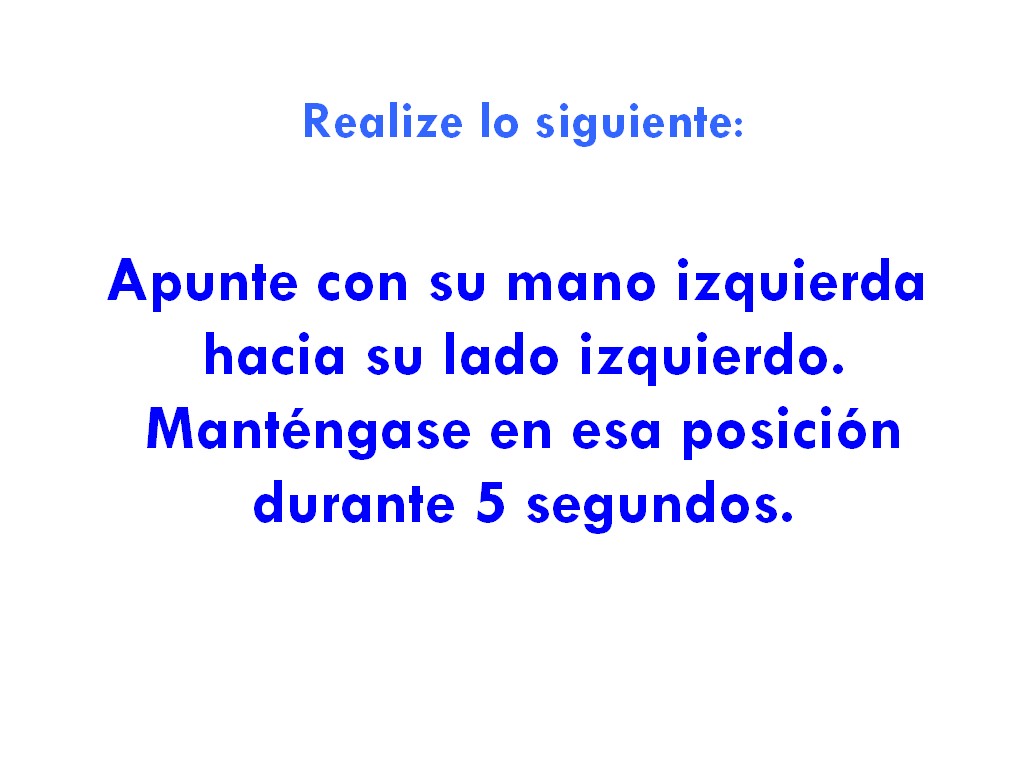 Realize lo siguiente:
Apunte con su mano izquierda
hacia su lado izquierdo.
Manténgase en esa posición
durante 5 segundos.